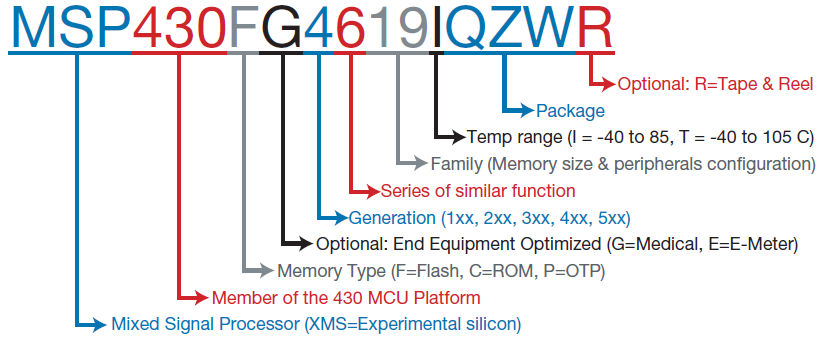 MSP430FG4619IQZWR
Optional: R=Tape & Reel
Package
Temp range (I = -40 to 85, T = -40 to 105 C)
Family (Memory size & peripherals configuration)
Series of similar function
Generation (1xx, 2xx, 3xx, 4xx, 5xx)
Optional: End Equipment Optimized (G=Medical, E=E-Meter)
Memory Type (F=Flash, C=ROM, P=OTP)
Member of the 430 MCU Platform
Mixed Signal Processor (XMS=Experimental silicon)